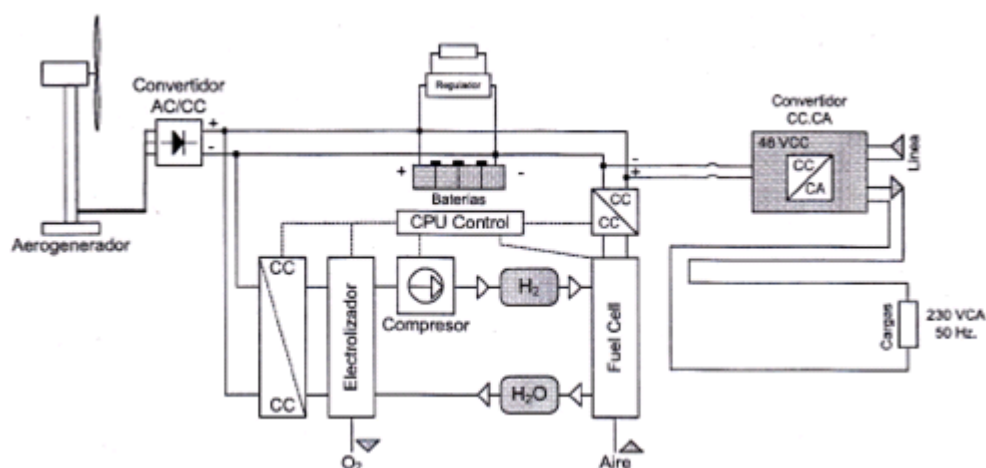 Aerogenerador
Convertidor
AC/CC
+
-
Regulador
+
-
Baterías
CPU Control
CC
CC
CC
CC
Electrolizador
Compresor
H₂
H₂O
Fuel Cell
O₂
Aire
-
+
Convertidor
CC.CA
48 VCC
CC
CA
Línea
Cargas
230 VCA
50 Hz.